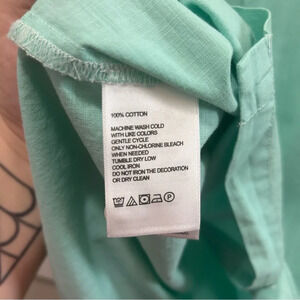 100% COTTON
MACHINE WASH COLD
WITH LIKE COLORS
GENTLE CYCLE
ONLY NON-CHLORINE BLEACH
WHEN NEEDED
TUMBLE DRY LOW
COOL IRON
DO NOT IRON THE DECORATION
OR DRY CLEAN